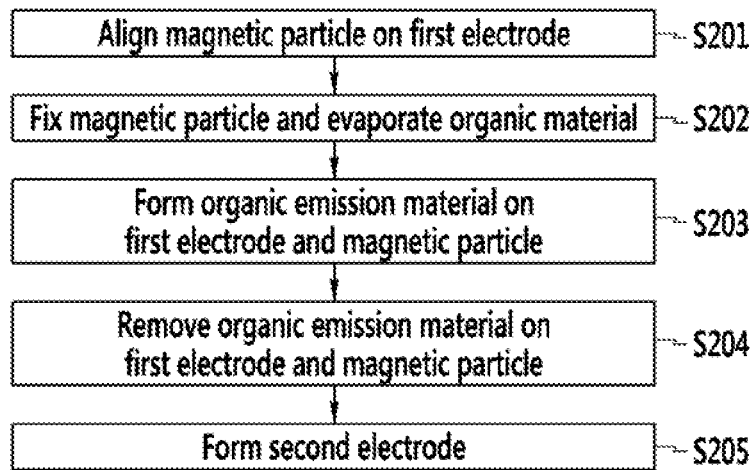 Align magnetic particle on first electrode
S201
Fix magnetic particle and evaporate organic material
S202
Form organic emission material on
first electrode and magnetic particle
S203
Remove organic emission material on
first electrode and magnetic particle
S204
Form second electrode
S205